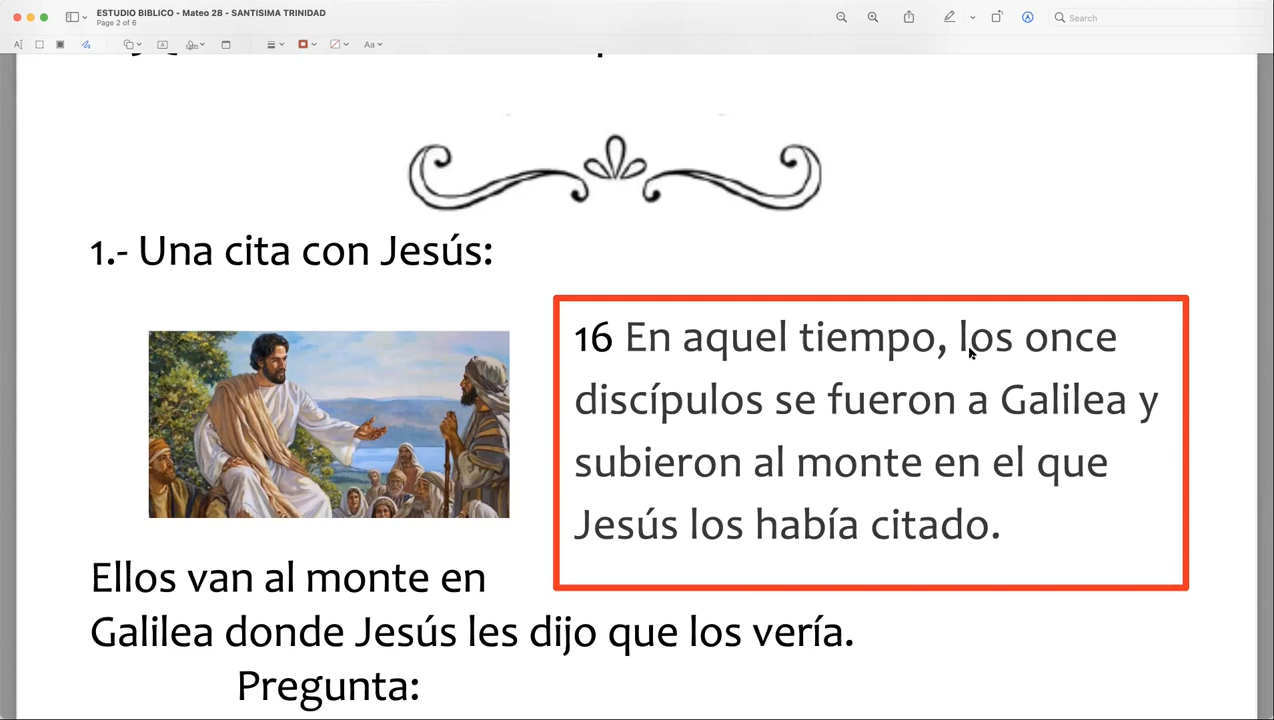 ESTUDIO BIBLICO - Mateo 28 - SANTISIMA TRINIDAD
Page 2 of 6
Search
Aa
1.- Una cita con Jesús:
16 En aquel tiempo, los once
discípulos se fueron a Galilea y
subieron al monte en el que
Jesús los había citado.
Ellos van al monte en
Galilea donde Jesús les dijo que los vería.
Pregunta: